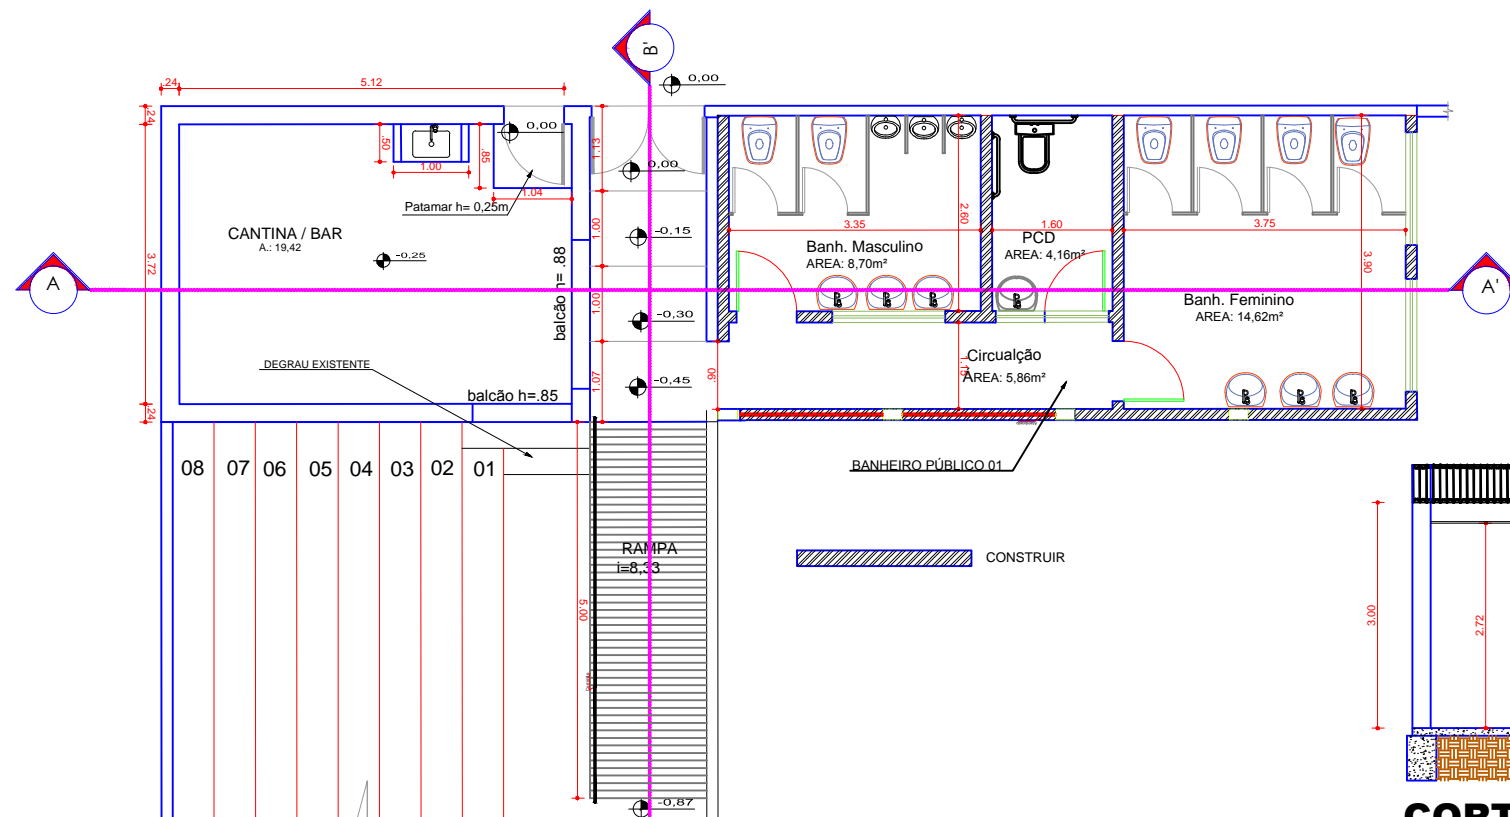 B'
0,00
.24
5.12
.24
0,00
.50
.85
1.00
1.04
1.13
0,00
Patamar h= 0,25m
CANTINA / BAR
A.: 19,42
-0,25
3.72
balcão h= .88
1.00
-0,15
1.00
-0,30
1.07
-0,45
.90
3.35
2.60
1.60
3.75
3.90
Banh. Masculino
AREA: 8,70m²
PCD
AREA: 4,16m²
Banh. Feminino
AREA: 14,62m²
A
A'
Circualção
AREA: 5,86m²
1.15
DEGRAU EXISTENTE
balcão h=.85
.24
08
07
06
05
04
03
02
01
BANHEIRO PÚBLICO 01
RAMPA
i=8,33
CONSTRUIR
5.00
3.00
2.72
-0,87